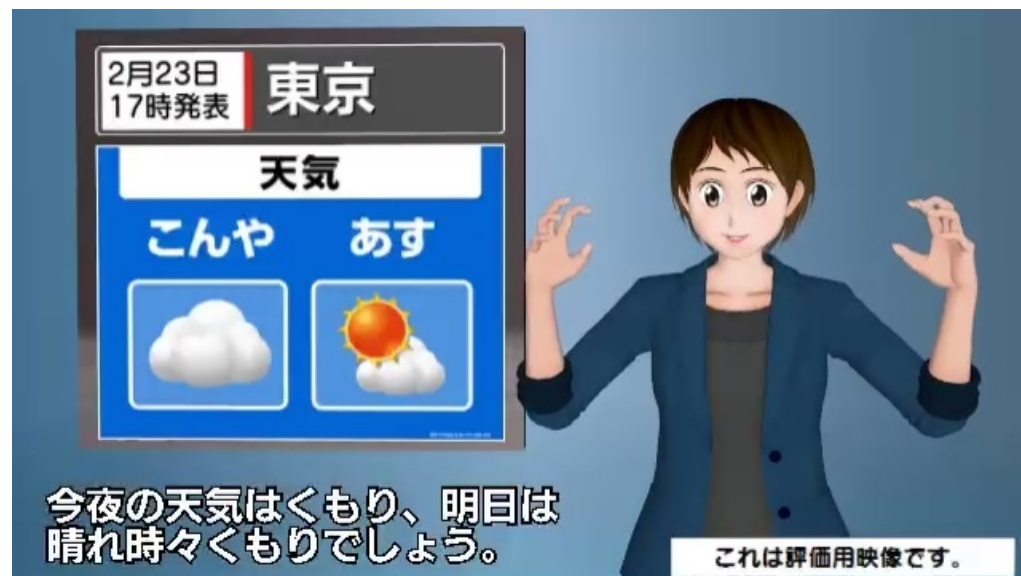 2月23日
17時発表
東京
天気
こんや
あす
今夜の天気はくもり、明日は
晴れ時々くもりでしょう。
これは評価用映像です。